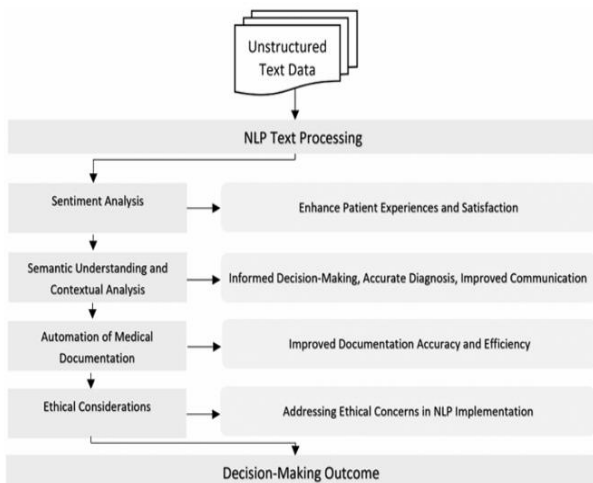 Unstructured
Text Data
NLP Text Processing
Sentiment Analysis
Enhance Patient Experiences and Satisfaction
Semantic Understanding and
Contextual Analysis
Informed Decision-Making, Accurate Diagnosis, Improved Communication
Automation of Medical
Documentation
Improved Documentation Accuracy and Efficiency
Ethical Considerations
Addressing Ethical Concerns in NLP Implementation
Decision-Making Outcome